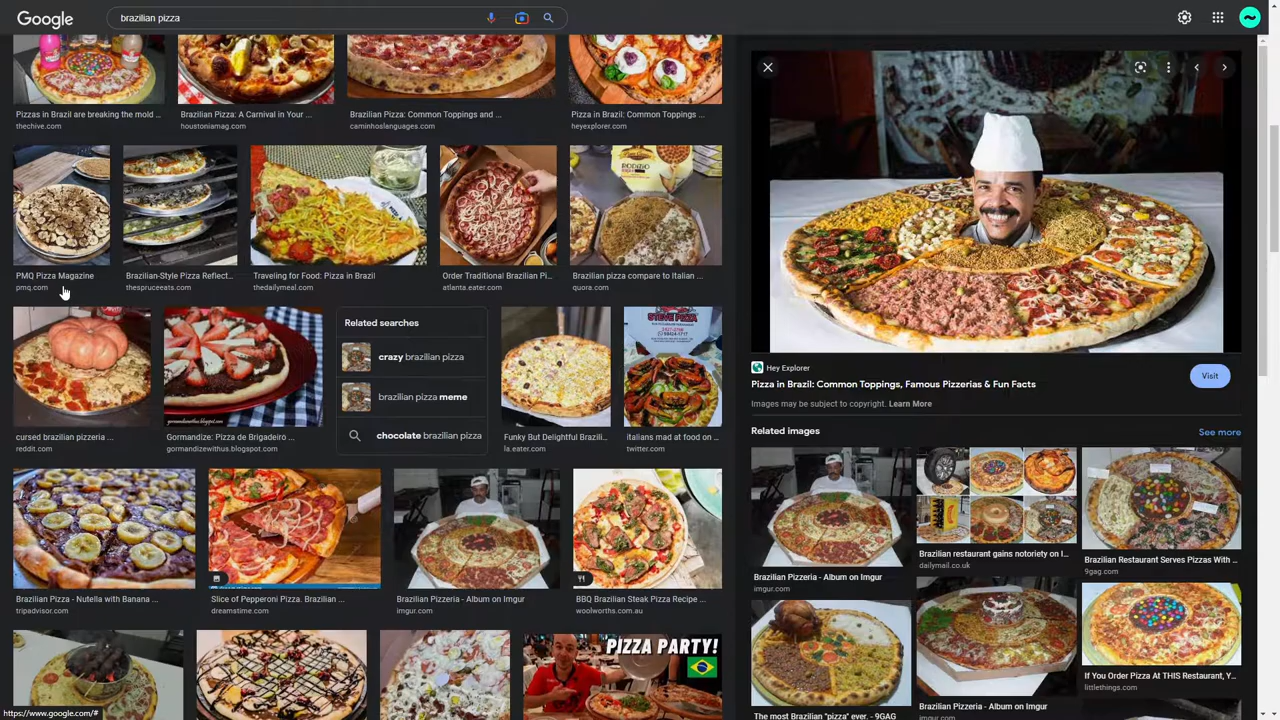 Google
brazilian pizza
Pizzas in Brazil are breaking the mold ...
thechive.com
Brazilian Pizza: A Carnival in Your ...
houstoniamag.com
Brazilian Pizza: Common Toppings and ...
caminhoslanguages.com
Pizza in Brazil: Common Toppings ...
heyexplorer.com
PMQ Pizza Magazine
pmq.com
Brazilian-Style Pizza Reflect...
thespruceeats.com
Traveling for Food: Pizza in Brazil
thedailymeal.com
Order Traditional Brazilian Pi...
atlanta.eater.com
RODIZIO
Brazilian pizza compare to Italian ...
quora.com
cursed brazilian pizzeria ...
reddit.com
gormandizewithus.blogspot.com
Gormandize: Pizza de Brigadeiro ...
gormandizewithus.blogspot.com
Related searches
crazy brazilian pizza
brazilian pizza meme
chocolate brazilian pizza
Funky But Delightful Brazili...
la.eater.com
STEVE PIZZA
italians mad at food on ...
twitter.com
Brazilian Pizza - Nutella with Banana ...
tripadvisor.com
Slice of Pepperoni Pizza. Brazilian ...
dreamstime.com
Brazilian Pizzeria - Album on Imgur
imgur.com
BBQ Brazilian Steak Pizza Recipe ...
woolworths.com.au
PIZZA PARTY!
https://www.google.com/#
Hey Explorer
Pizza in Brazil: Common Toppings, Famous Pizzerias & Fun Facts
Visit
Images may be subject to copyright. Learn More
Related images
See more
Brazilian Pizzeria - Album on Imgur
imgur.com
Brazilian restaurant gains notoriety on I...
dailymail.co.uk
Brazilian Restaurant Serves Pizzas With ...
9gag.com
The most Brazilian "pizza" ever. - 9GAG
Brazilian Pizzeria - Album on Imgur
imgur.com
If You Order Pizza At THIS Restaurant, Y...
littlethings.com